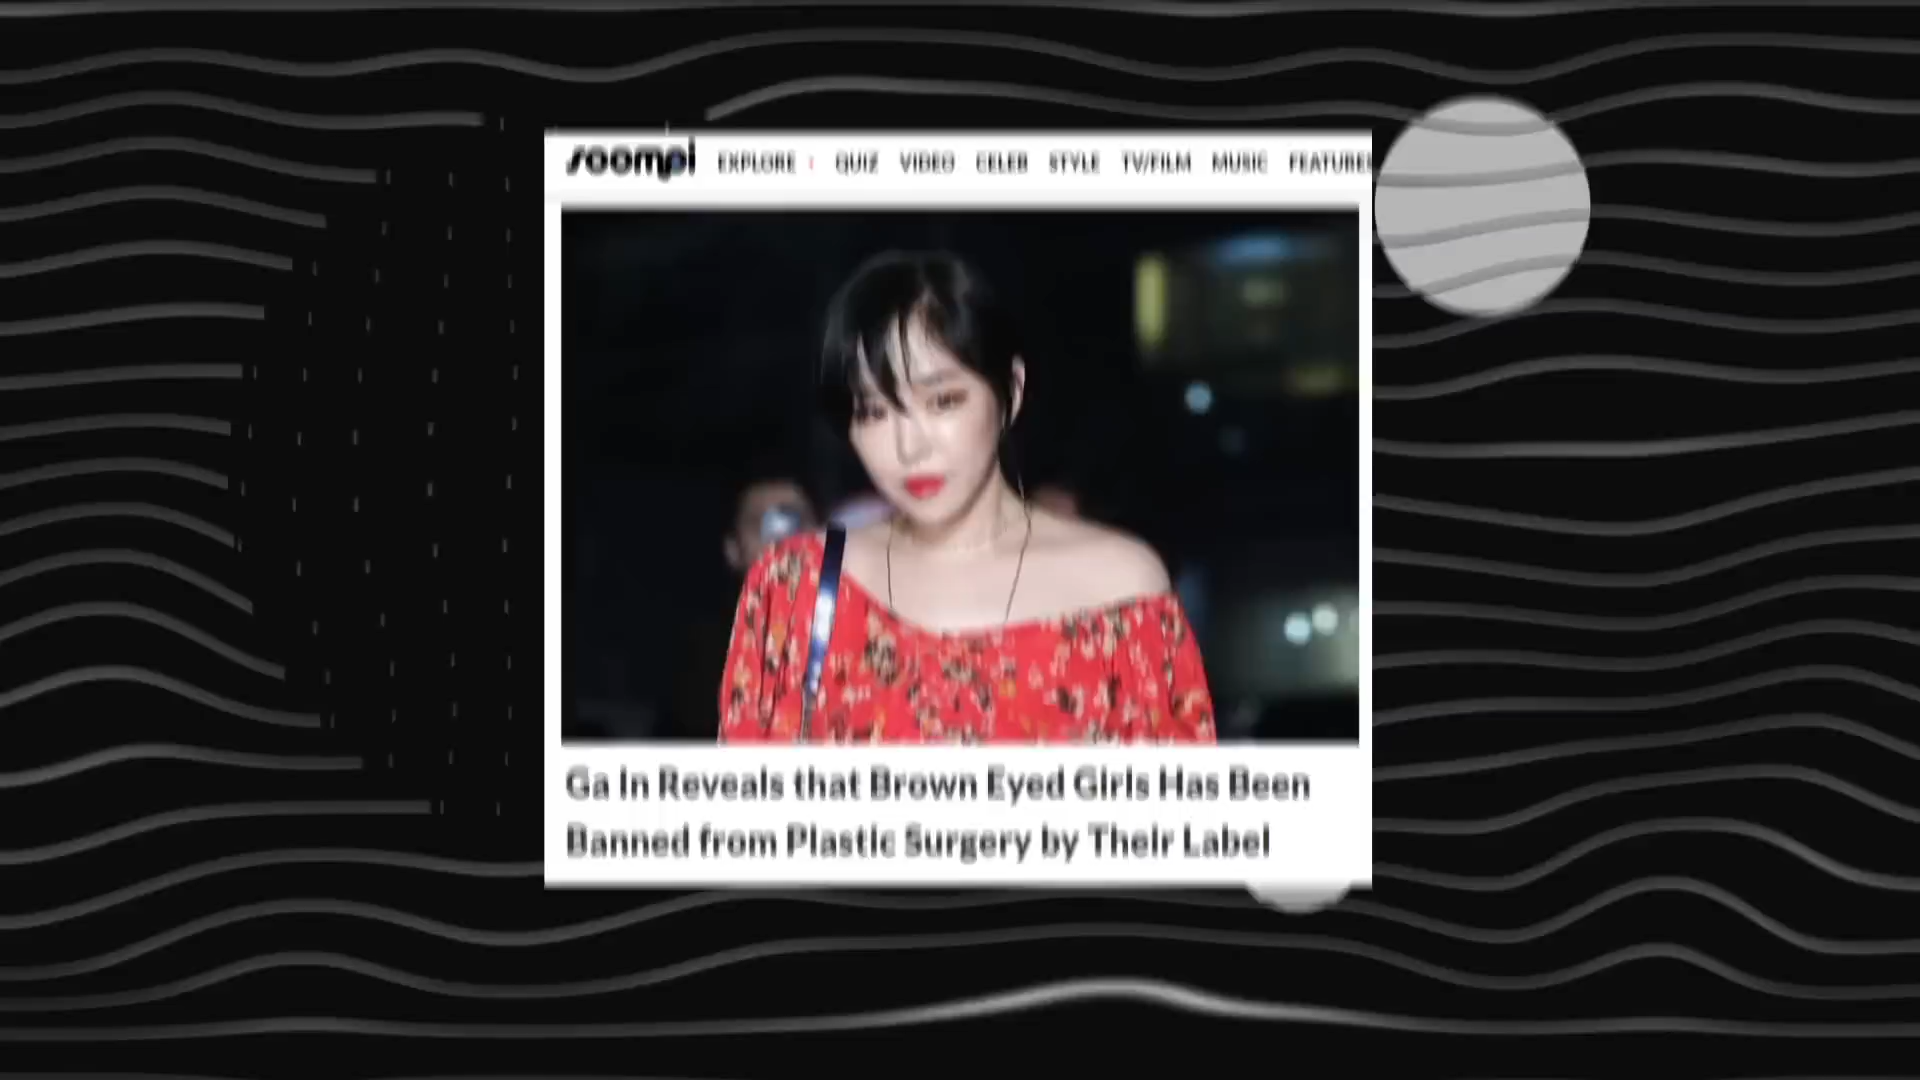 soompi EXPLORE QUIZ VIDEO CELEB STYLE TV/FILM MUSIC FEATURES
Ga In Reveals that Brown Eyed Girls Has Been
Banned from Plastic Surgery by Their Label